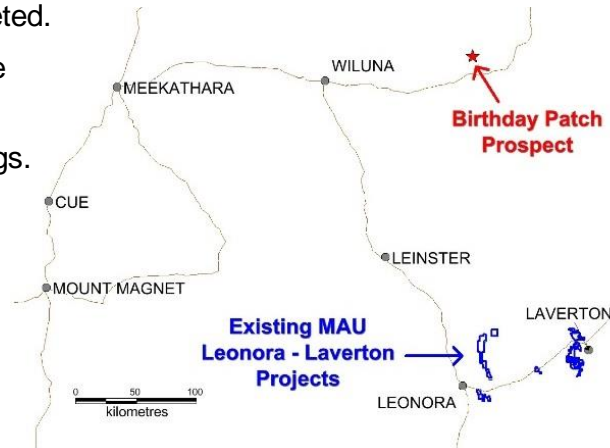 eted.
e
gs.
WILUNA
MEEKATHARA
Birthday Patch
Prospect
CUE
LEINSTER
MOUNT MAGNET
LAVERTON
Existing MAU
Leonora - Laverton
Projects
LEONORA
0 50 100
kilometres